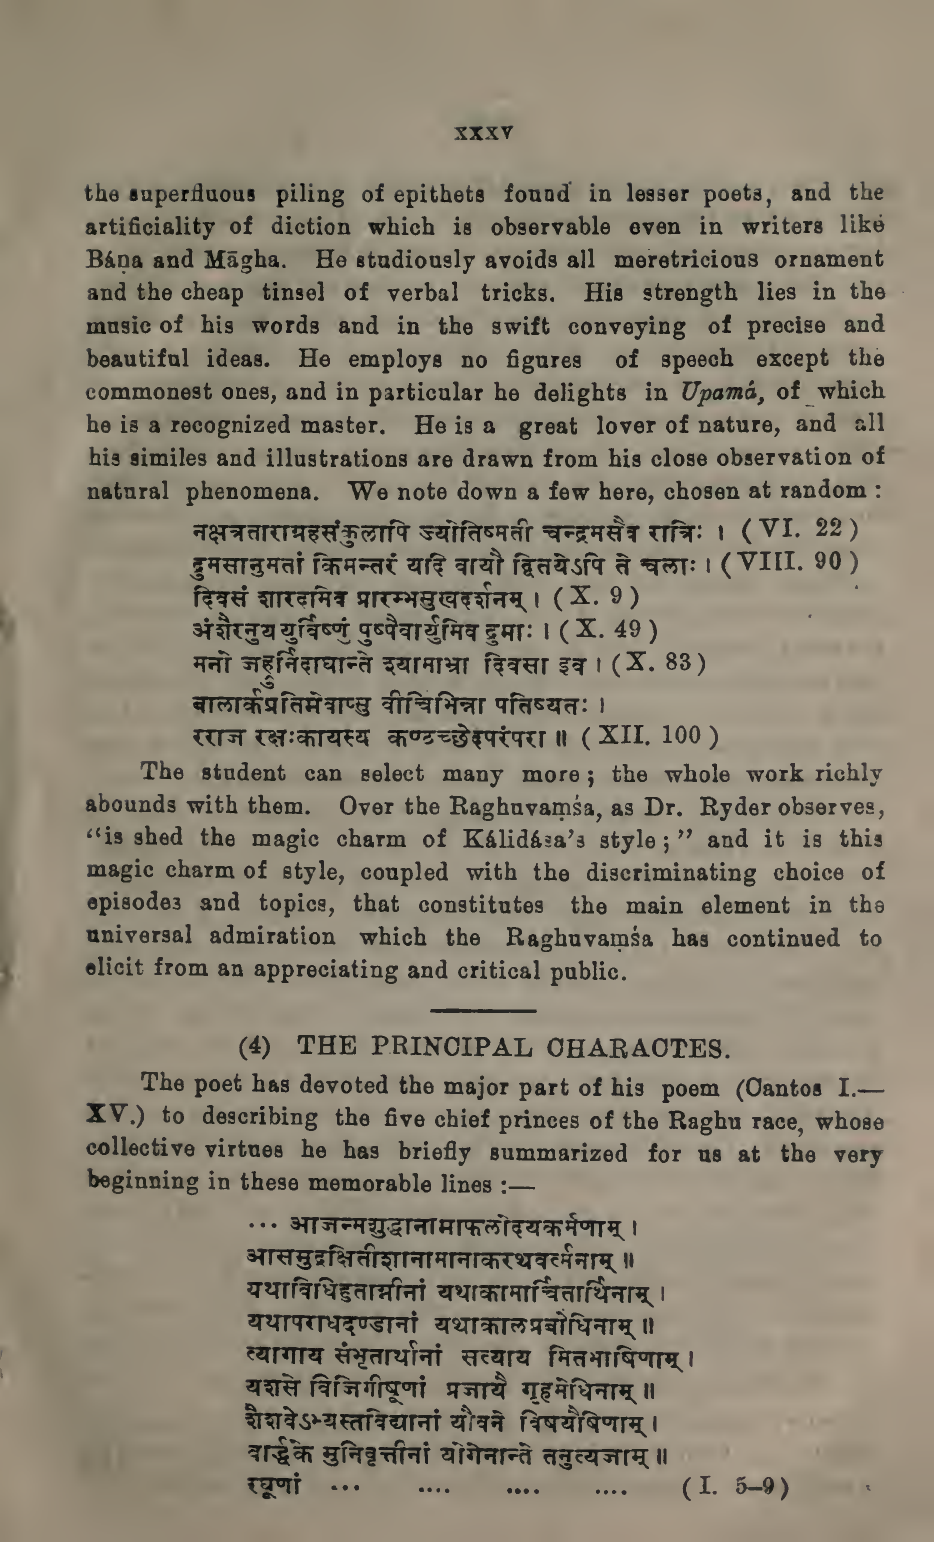 xxxv
the superfluous piling of epithets found in lesser poets, and the
artificiality of diction which is observable even in writers like
Báṇa and Māgha. He studiously avoids all meretricious ornament
and the cheap tinsel of verbal tricks. His strength lies in the
music of his words and in the swift conveying of precise and
beautiful ideas. He employs no figures of speech except the
commonest ones, and in particular he delights in Upamá, of which
he is a recognized master. He is a great lover of nature, and all
his similes and illustrations are drawn from his close observation of
natural phenomena. We note down a few here, chosen at random :
नक्षत्रताराग्रहसंकुलापि ज्योतिष्मती चन्द्रमसैव रात्रिः । (VI. 22)
द्रुमसानुमतां किमन्तरं यदि वायौ द्वितयेऽपि ते चलाः । (VIII. 90)
दिवसं शारदमिव प्रारम्भसुखदर्शनम् । (X. 9)
अंशैरनुययुर्विष्णुं पुष्पैर्वायुमिव द्रुमाः । (X. 49)
मनो जह्रुर्निदाघान्ते श्यामाभ्रा दिवसा इव । (X. 83)
बालार्कप्रतिमेवाप्सु वीचिभिन्ना पतिष्यतः ।
रराज रक्षःकायस्य कण्ठच्छेदपरंपरा ॥ (XII. 100)
The student can select many more; the whole work richly
abounds with them. Over the Raghuvaṃśa, as Dr. Ryder observes,
“is shed the magic charm of Kálidása's style;” and it is this
magic charm of style, coupled with the discriminating choice of
episodes and topics, that constitutes the main element in the
universal admiration which the Raghuvaṃśa has continued to
elicit from an appreciating and critical public.
(4) THE PRINCIPAL CHARACTES.
The poet has devoted the major part of his poem (Cantos I.—
XV.) to describing the five chief princes of the Raghu race, whose
collective virtues he has briefly summarized for us at the very
beginning in these memorable lines :—
... आजन्मशुद्धानामाफलोदयकर्मणाम् ।
आसमुद्रक्षितीशानामानाकरथवर्त्मनाम् ॥
यथाविधिहुताग्नीनां यथाकामार्चितार्थिनाम् ।
यथापराधदण्डानां यथाकालप्रबोधिनाम् ॥
त्यागाय संभृतार्थानां सत्याय मितभाषिणाम् ।
यशसे विजिगीषूणां प्रजायै गृहमेधिनाम् ॥
शैशवेऽभ्यस्तविद्यानां यौवने विषयैषिणाम् ।
वार्द्धके मुनिवृत्तीनां योगेनान्ते तनुत्यजाम् ॥
रघूणां ... .... .... .... (I. 5–9)